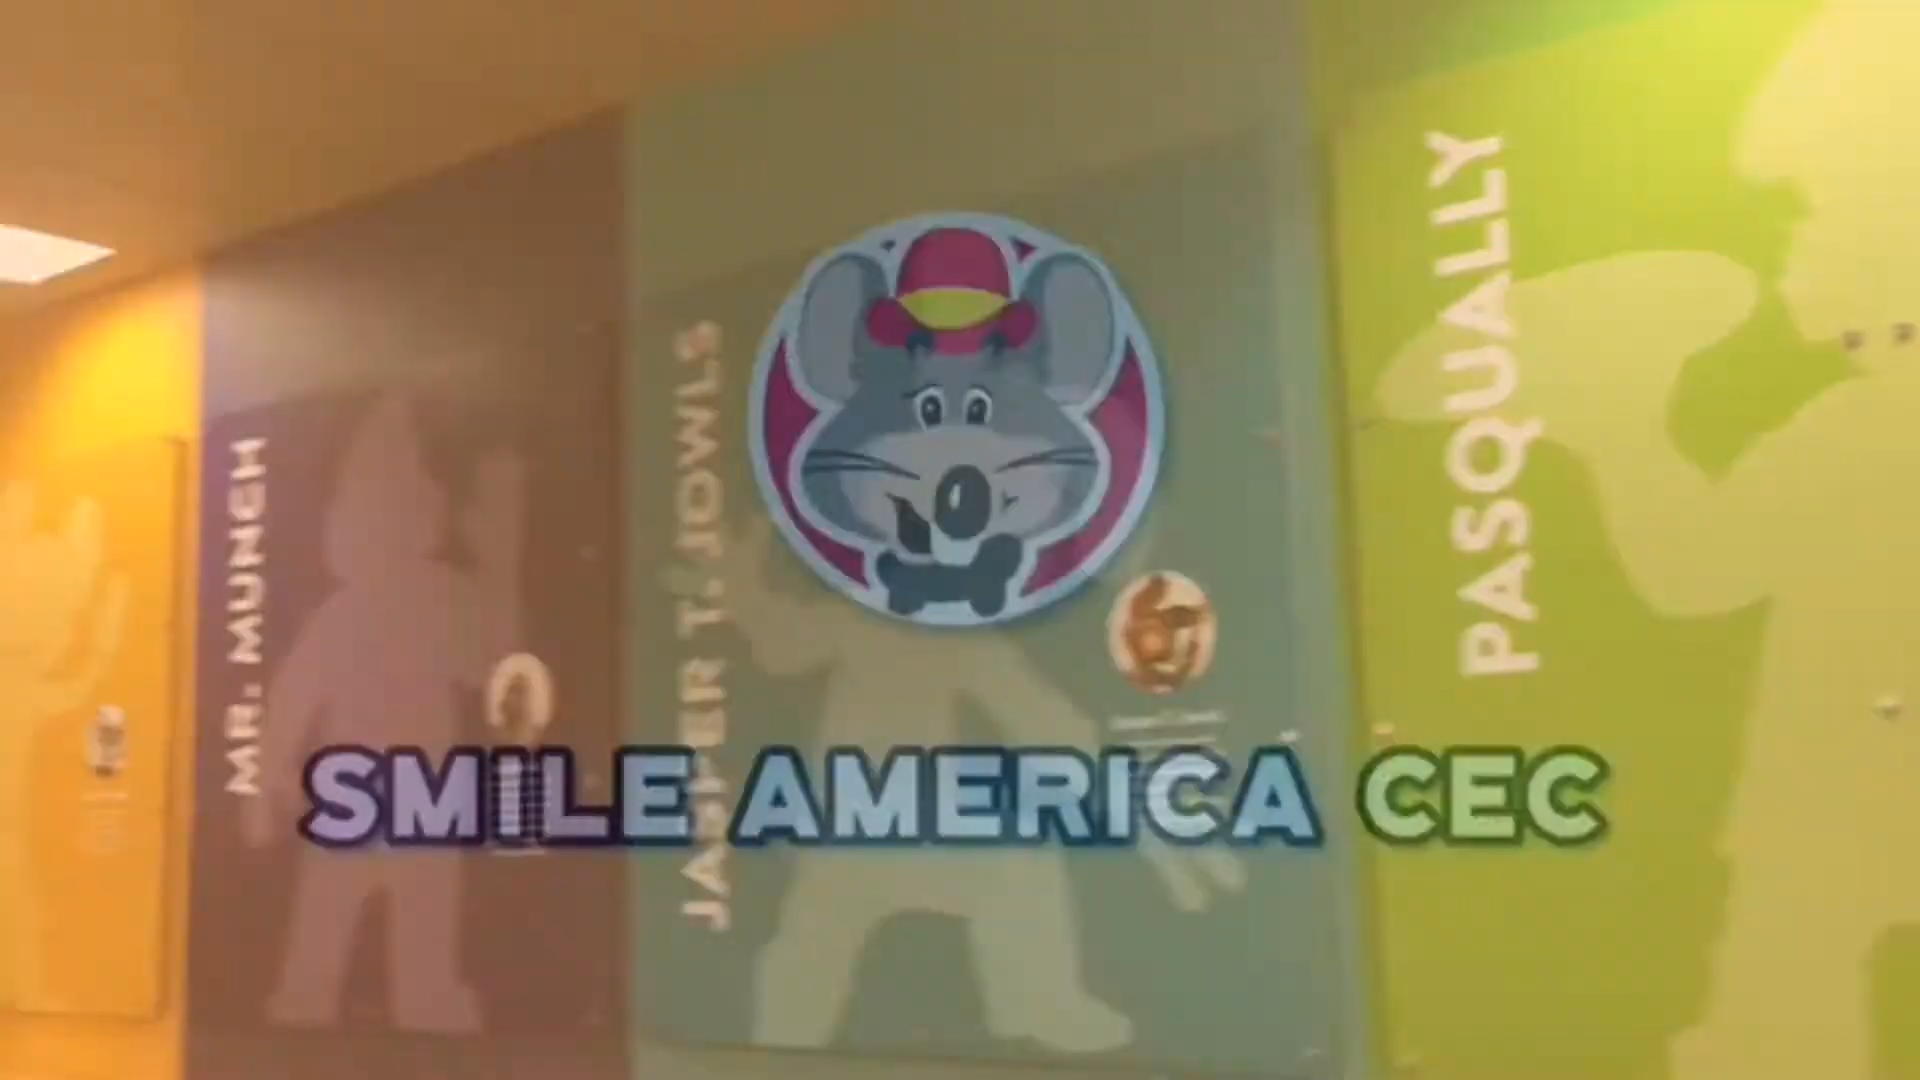 MR. MUNCH
JASPER T. JOWLS
PASQUALLY
SMILE AMERICA CEC